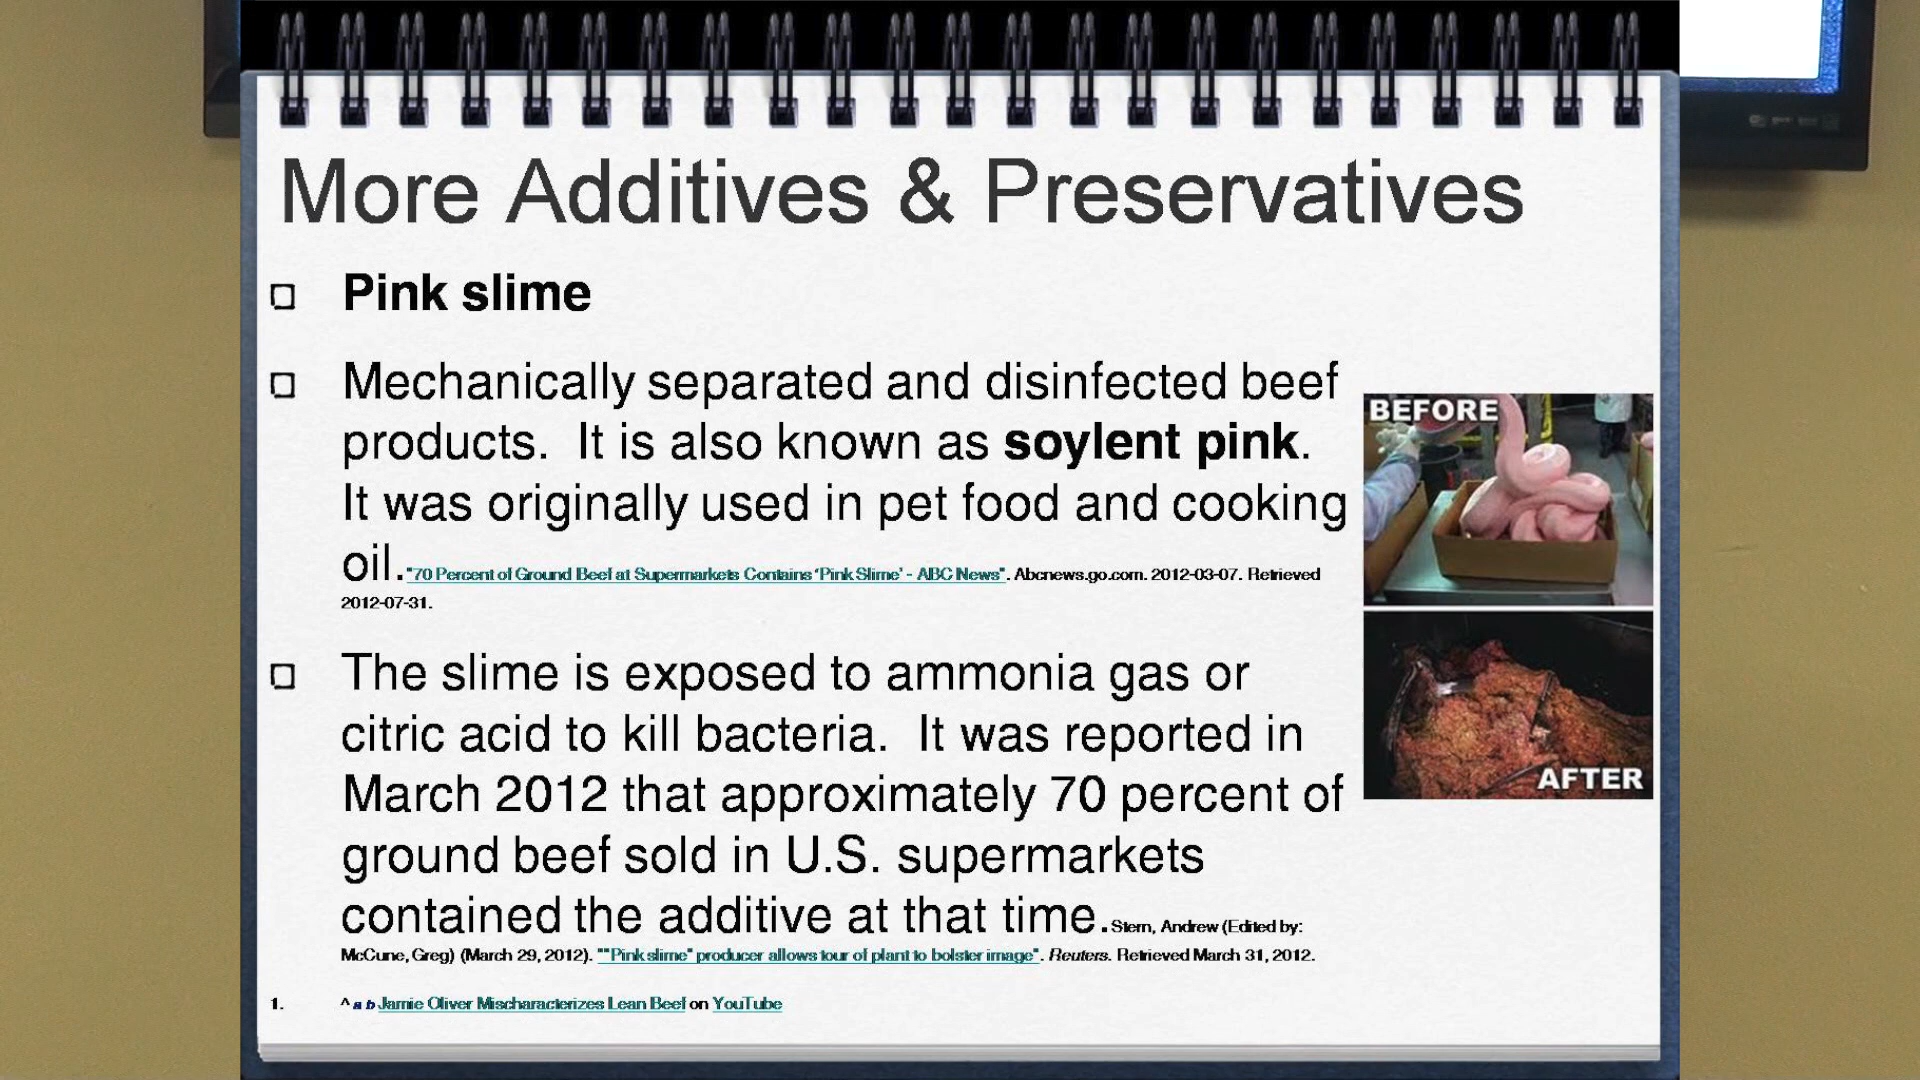 More Additives & Preservatives
Pink slime
Mechanically separated and disinfected beef
products. It is also known as soylent pink.
It was originally used in pet food and cooking
oil."70 Percent of Ground Beef at Supermarkets Contains 'Pink Slime' - ABC News". Abcnews.go.com. 2012-03-07. Retrieved
2012-07-31.
BEFORE
AFTER
The slime is exposed to ammonia gas or
citric acid to kill bacteria. It was reported in
March 2012 that approximately 70 percent of
ground beef sold in U.S. supermarkets
contained the additive at that time.Stern, Andrew (Edited by:
McCune, Greg) (March 29, 2012). ""Pink slime" producer allows tour of plant to bolster image". Reuters. Retrieved March 31, 2012.
1. ^ a b Jamie Oliver Mischaracterizes Lean Beef on YouTube